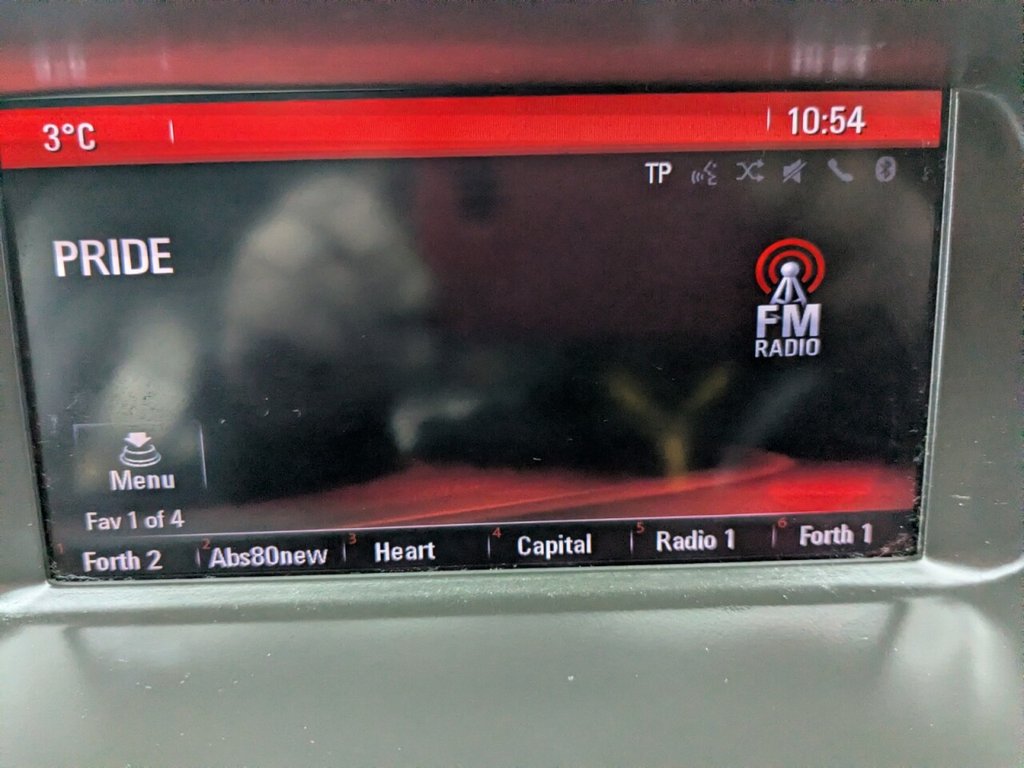 3°C 10:54
TP
PRIDE
FM
RADIO
Menu
Fav 1 of 4
1 Forth 2 2 Abs80new 3 Heart 4 Capital 5 Radio 1 6 Forth 1